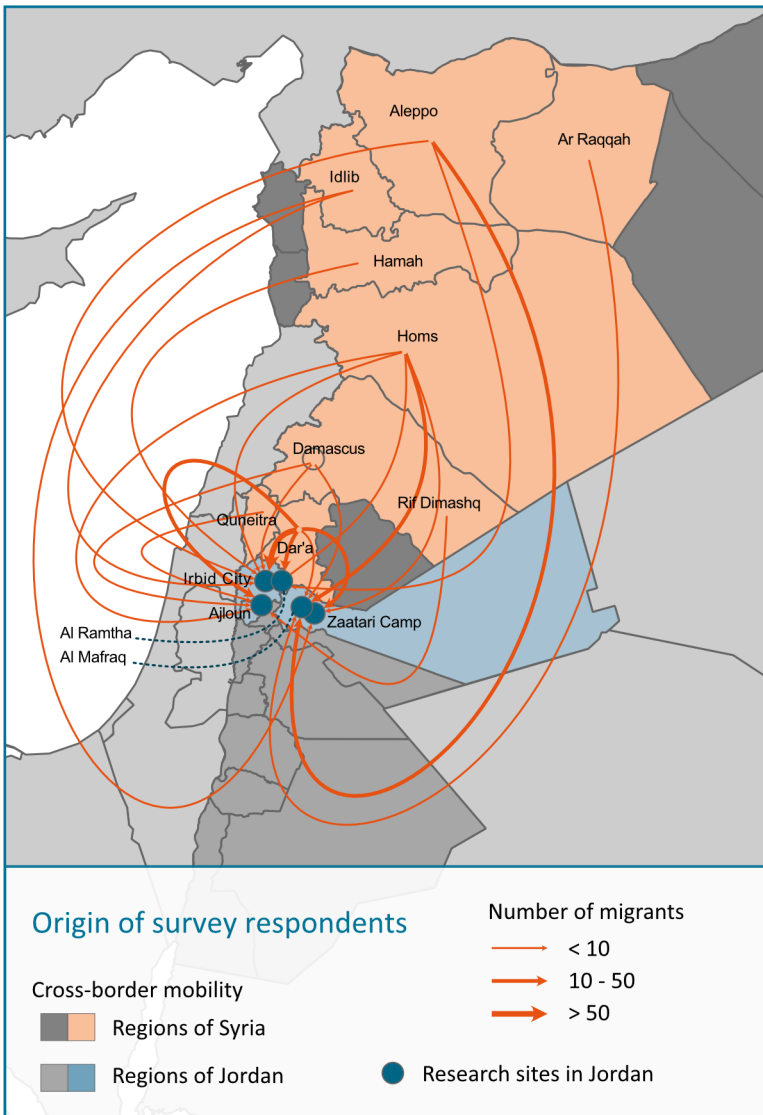 Aleppo
Ar Raqqah
Idlib
Hamah
Homs
Damascus
Rif Dimashq
Quneitra
Dar'a
Irbid City
Ajloun
Zaatari Camp
Al Ramtha
Al Mafraq
Origin of survey respondents
Cross-border mobility
Regions of Syria
Regions of Jordan
Number of migrants
< 10
10 - 50
> 50
Research sites in Jordan